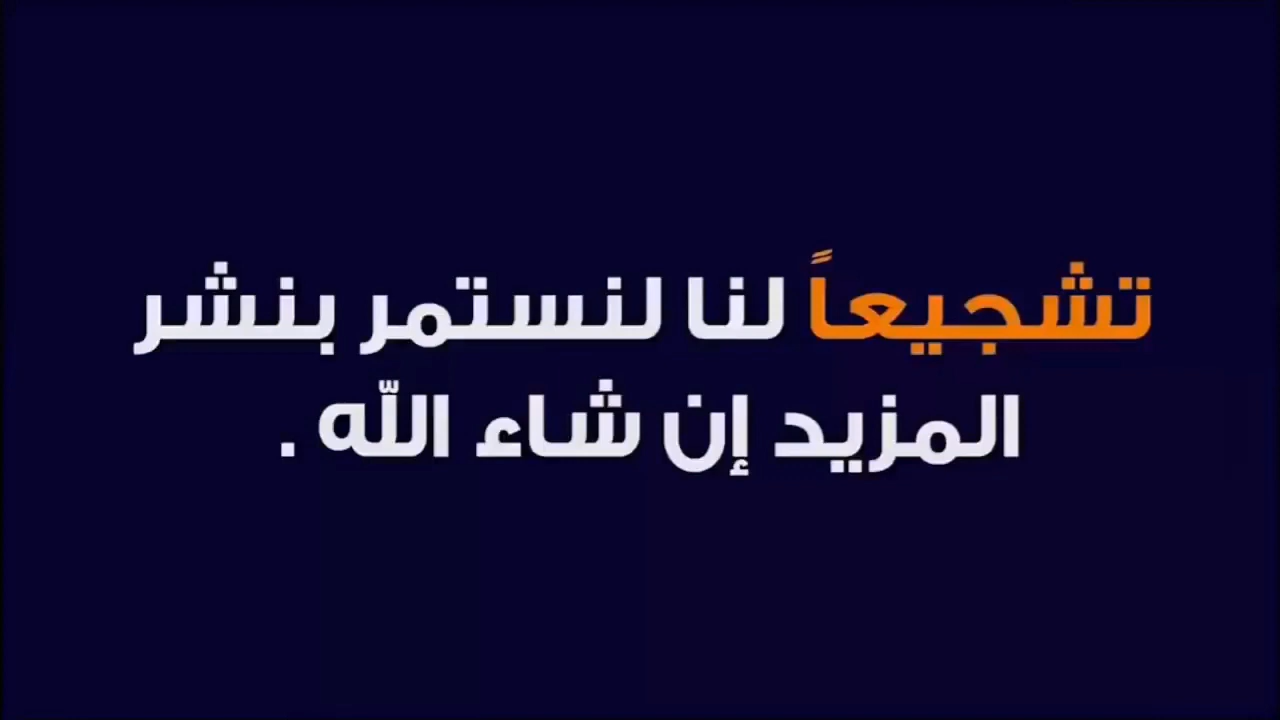 تشجيعاً لنا لنستمر بنشر
المزيد إن شاء الله .